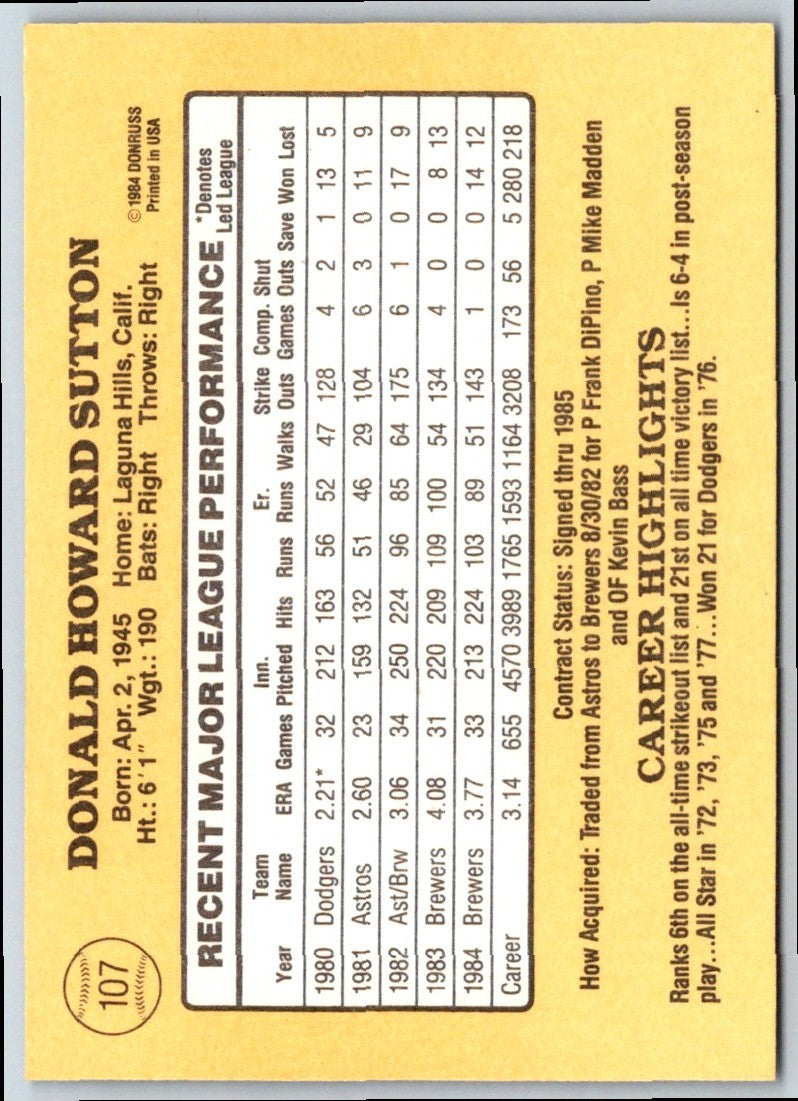 107
DONALD HOWARD SUTTON
Born: Apr. 2, 1945 Home: Laguna Hills, Calif.
Ht.: 6'1" Wgt.: 190 Bats: Right Throws: Right
©1984 DONRUSS
Printed in USA
RECENT MAJOR LEAGUE PERFORMANCE *Denotes Led League
Year Team Name ERA Games Inn. Pitched Hits Runs Er. Runs Walks Strike Outs Comp. Games Shut Outs Save Won Lost
1980 Dodgers 2.21* 32 212 163 56 52 47 128 4 2 1 13 5
1981 Astros 2.60 23 159 132 51 46 29 104 6 3 0 11 9
1982 Ast/Brw 3.06 34 250 224 96 85 64 175 6 1 0 17 9
1983 Brewers 4.08 31 220 209 109 100 54 134 4 0 0 8 13
1984 Brewers 3.77 33 213 224 103 89 51 143 1 0 0 14 12
Career 3.14 655 4570 3989 1765 1593 1164 3208 173 56 5 280 218
Contract Status: Signed thru 1985
How Acquired: Traded from Astros to Brewers 8/30/82 for P Frank DiPino, P Mike Madden
and OF Kevin Bass
CAREER HIGHLIGHTS
Ranks 6th on the all-time strikeout list and 21st on all time victory list...Is 6-4 in post-season
play...All Star in '72, '73, '75 and '77...Won 21 for Dodgers in '76.